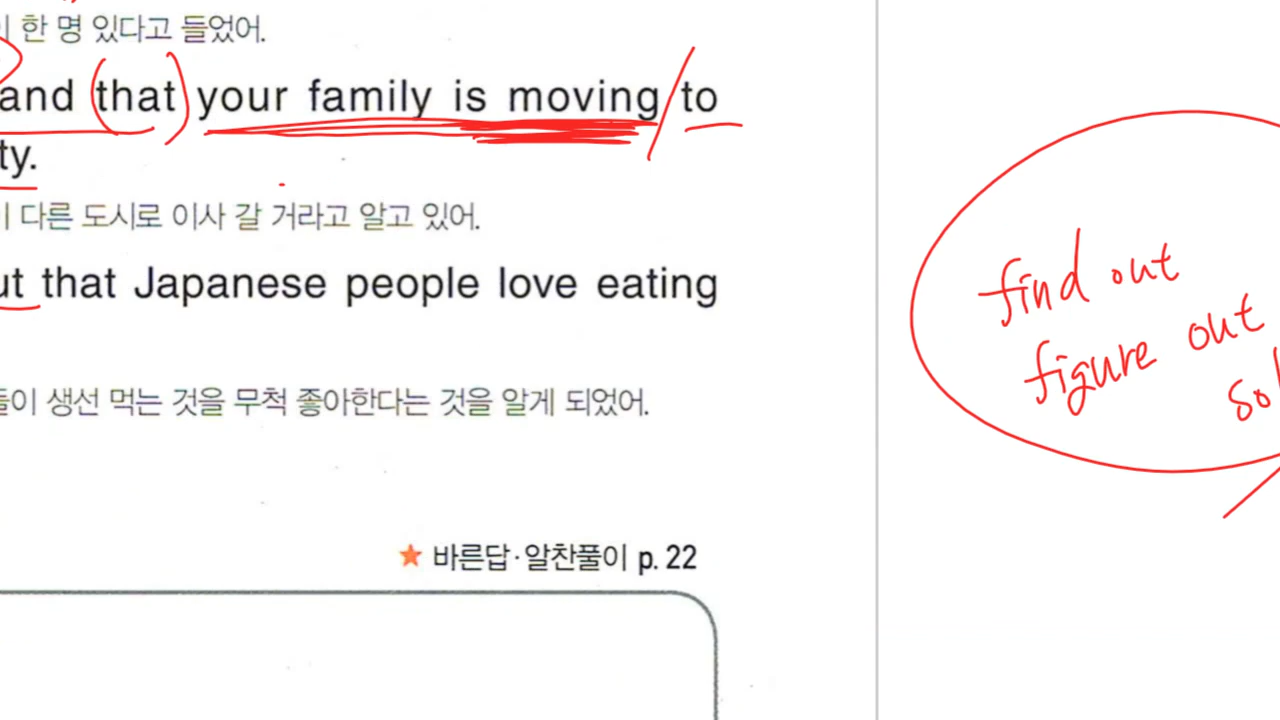 한 명 있다고 들었어.
and that your family is moving to
ty.
다른 도시로 이사 갈 거라고 알고 있어.
ut that Japanese people love eating
들이 생선 먹는 것을 무척 좋아한다는 것을 알게 되었어.
find out
figure out
★ 바른답·알찬풀이 p. 22